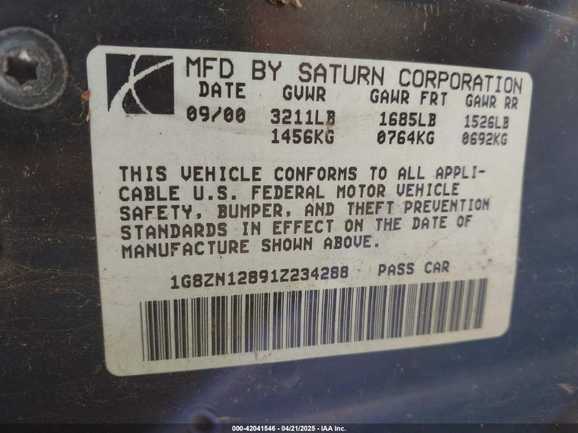 MFD BY SATURN CORPORATION
DATE GVWR GAWR FRT GAWR RR
09/00 3211LB 1685LB 1526LB
1456KG 0764KG 0692KG
THIS VEHICLE CONFORMS TO ALL APPLI-
CABLE U.S. FEDERAL MOTOR VEHICLE
SAFETY, BUMPER, AND THEFT PREVENTION
STANDARDS IN EFFECT ON THE DATE OF
MANUFACTURE SHOWN ABOVE.
1G8ZN12891Z234288 PASS CAR
000-42041546 04/21/2025 IAA Inc.